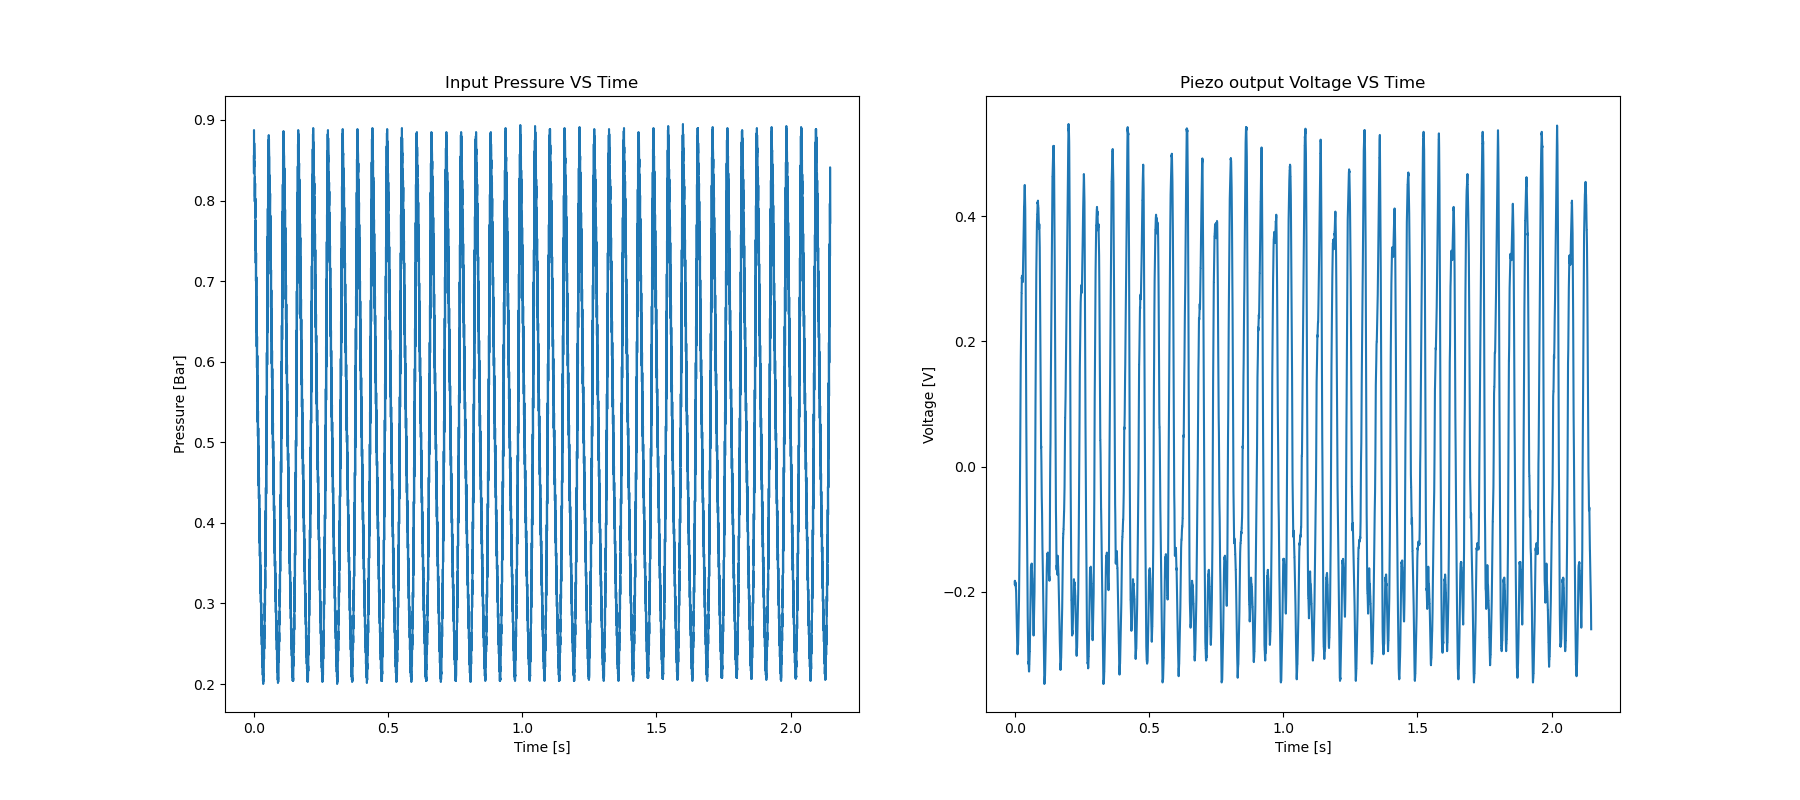 Input Pressure VS Time
Pressure [Bar]
0.9
0.8
0.7
0.6
0.5
0.4
0.3
0.2
0.0 0.5 1.0 1.5 2.0
Time [s]
Piezo output Voltage VS Time
Voltage [V]
0.4
0.2
0.0
−0.2
0.0 0.5 1.0 1.5 2.0
Time [s]